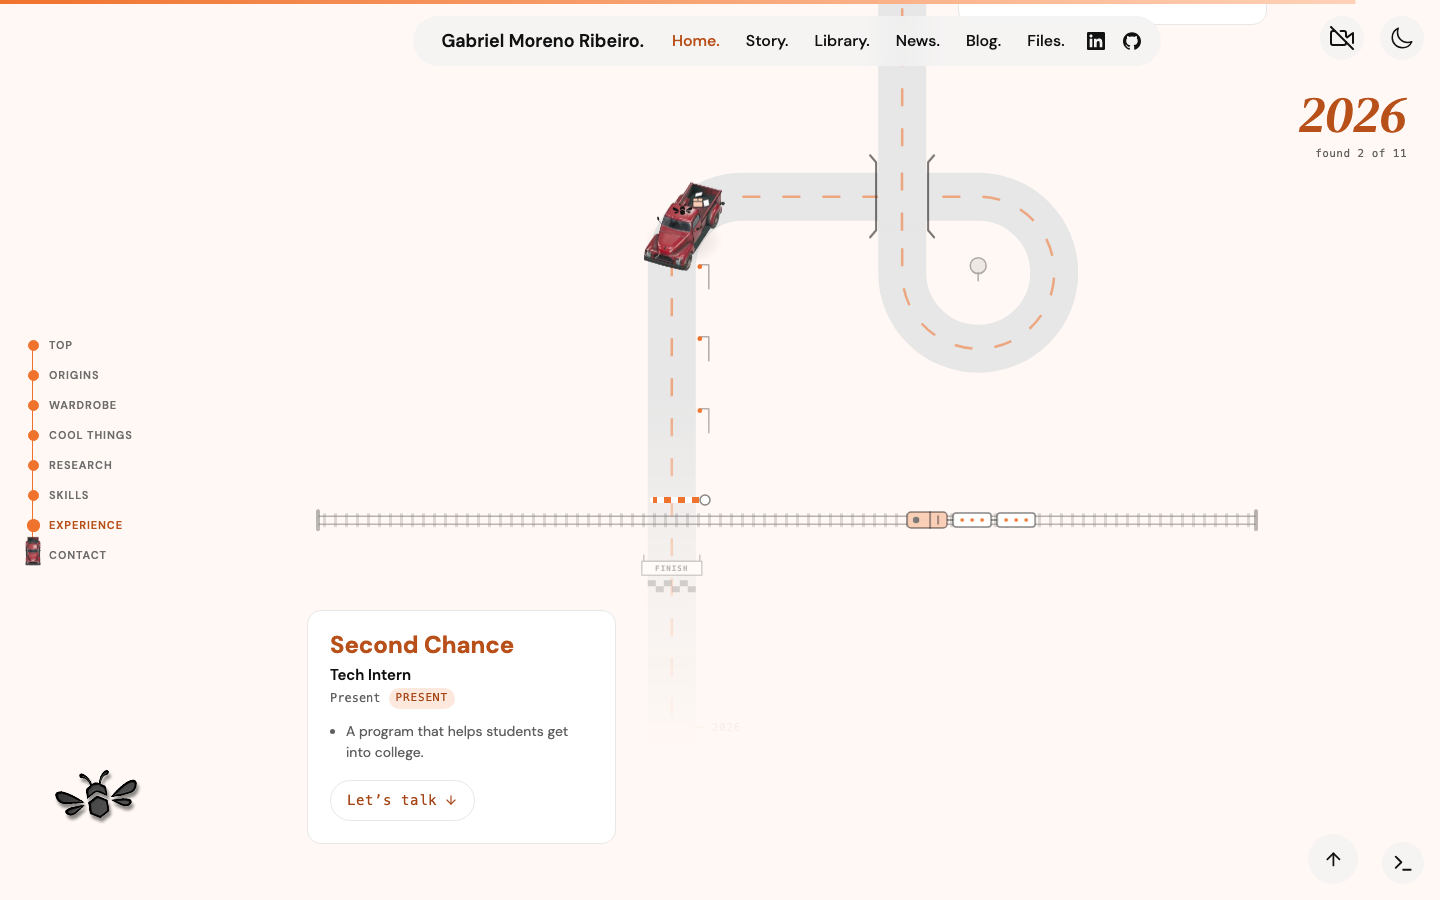 Gabriel Moreno Ribeiro. Home. Story. Library. News. Blog. Files.
2026
found 2 of 11
TOP
ORIGINS
WARDROBE
COOL THINGS
RESEARCH
SKILLS
EXPERIENCE
CONTACT
FINISH
Second Chance
Tech Intern
Present PRESENT
• A program that helps students get
into college.
Let’s talk ↓
— 2026